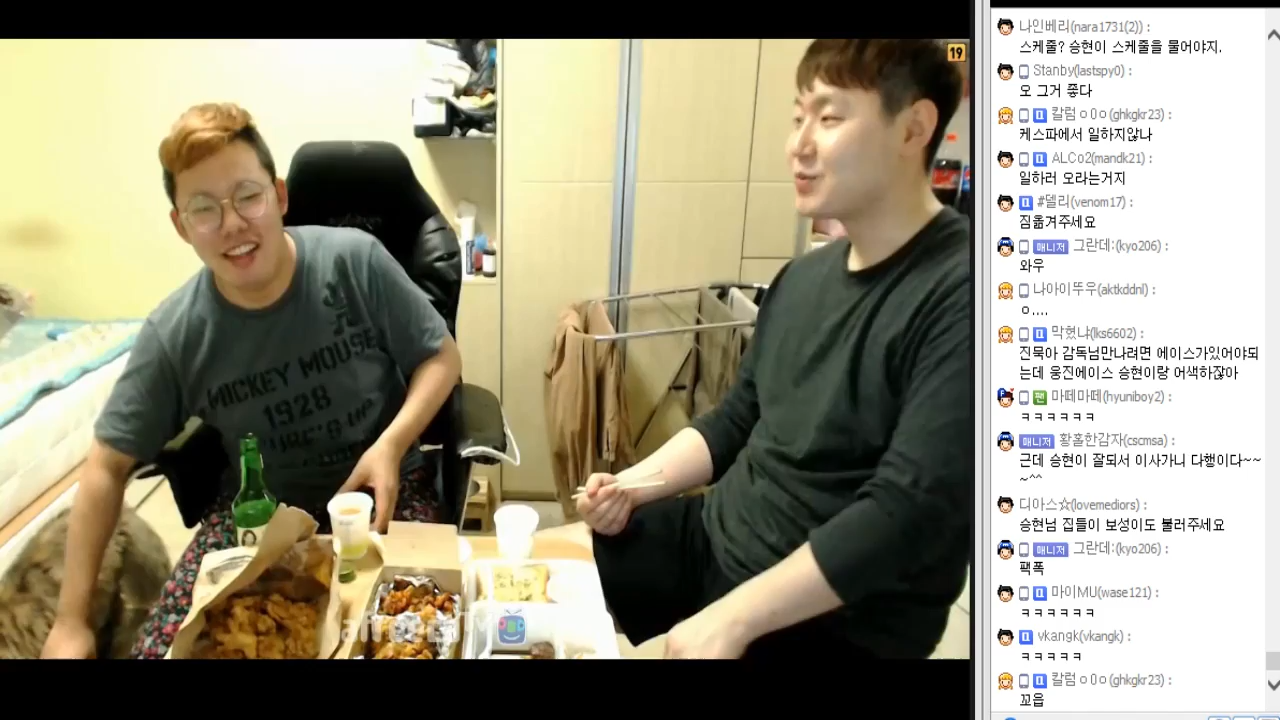 19
MICKEY MOUSE
afreecaTV
나인베리(nara1731(2)) :
스케줄? 승현이 스케줄을 물어야지.
Stanby(lastspy0) :
오 그거 좋다
칼럼ㅇ0ㅇ(ghkgkr23) :
케스파에서 일하지않나
ALCo2(mandk21) :
일하러 오라는거지
#델리(venom17) :
짐옮겨주세요
매니저 그란데:(kyo206) :
와우
나아이뚜우(aktkddnl) :
ㅇ....
막혔냐(lks6602) :
진묵아 감독님만나려면 에이스가있어야되
는데 웅진에이스 승현이랑 어색하잖아
팬 마떼마떼(hyuniboy2) :
ㅋㅋㅋㅋㅋㅋ
매니저 황홀한감자(cscmsa) :
근데 승현이 잘되서 이사가니 다행이다~~
~^^
디아스☆(lovemediors) :
승현님 집들이 보성이도 불러주세요
매니저 그란데:(kyo206) :
팩폭
마이MU(wase121) :
ㅋㅋㅋㅋㅋㅋ
vkangk(vkangk) :
ㅋㅋㅋㅋㅋ
칼럼ㅇ0ㅇ(ghkgkr23) :
꼬읍